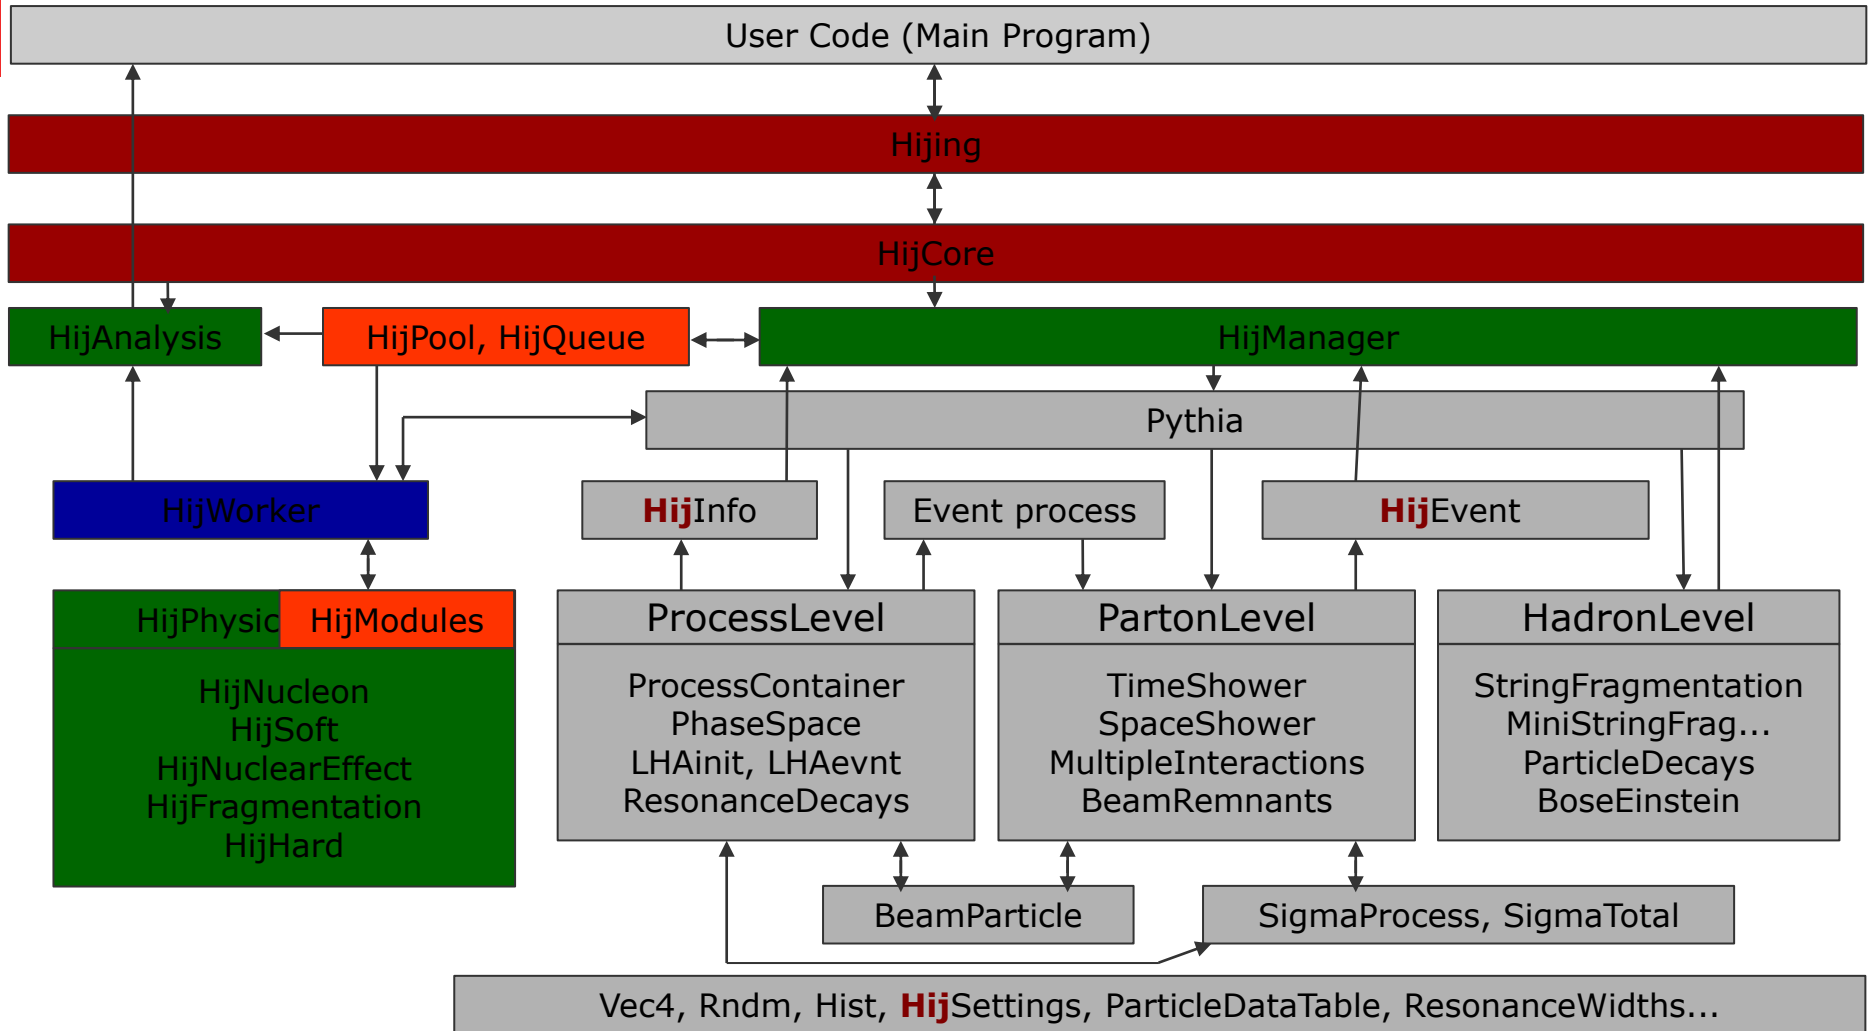 User Code (Main Program)
Hijing
HijCore
HijAnalysis
HijPool, HijQueue
HijManager
Pythia
HijWorker
HijInfo
Event process
HijEvent
HijPhysic
HijModules
HijNucleon
HijSoft
HijNuclearEffect
HijFragmentation
HijHard
ProcessLevel
ProcessContainer
PhaseSpace
LHAinit, LHAevnt
ResonanceDecays
PartonLevel
TimeShower
SpaceShower
MultipleInteractions
BeamRemnants
HadronLevel
StringFragmentation
MiniStringFrag...
ParticleDecays
BoseEinstein
BeamParticle
SigmaProcess, SigmaTotal
Vec4, Rndm, Hist, HijSettings, ParticleDataTable, ResonanceWidths...